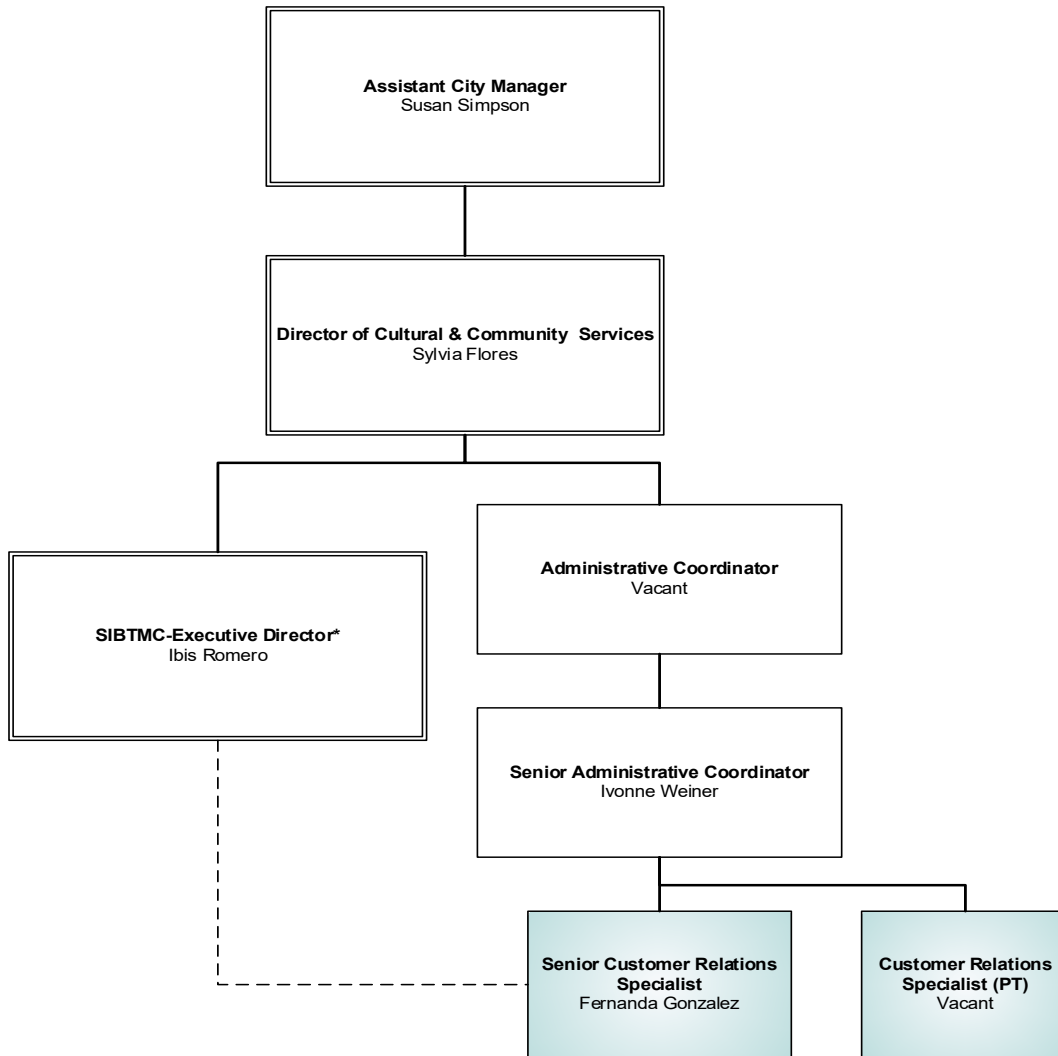 Assistant City Manager
Susan Simpson
Director of Cultural & Community Services
Sylvia Flores
SIBTMC-Executive Director*
Ibis Romero
Administrative Coordinator
Vacant
Senior Administrative Coordinator
Ivonne Weiner
Senior Customer Relations
Specialist
Fernanda Gonzalez
Customer Relations
Specialist (PT)
Vacant